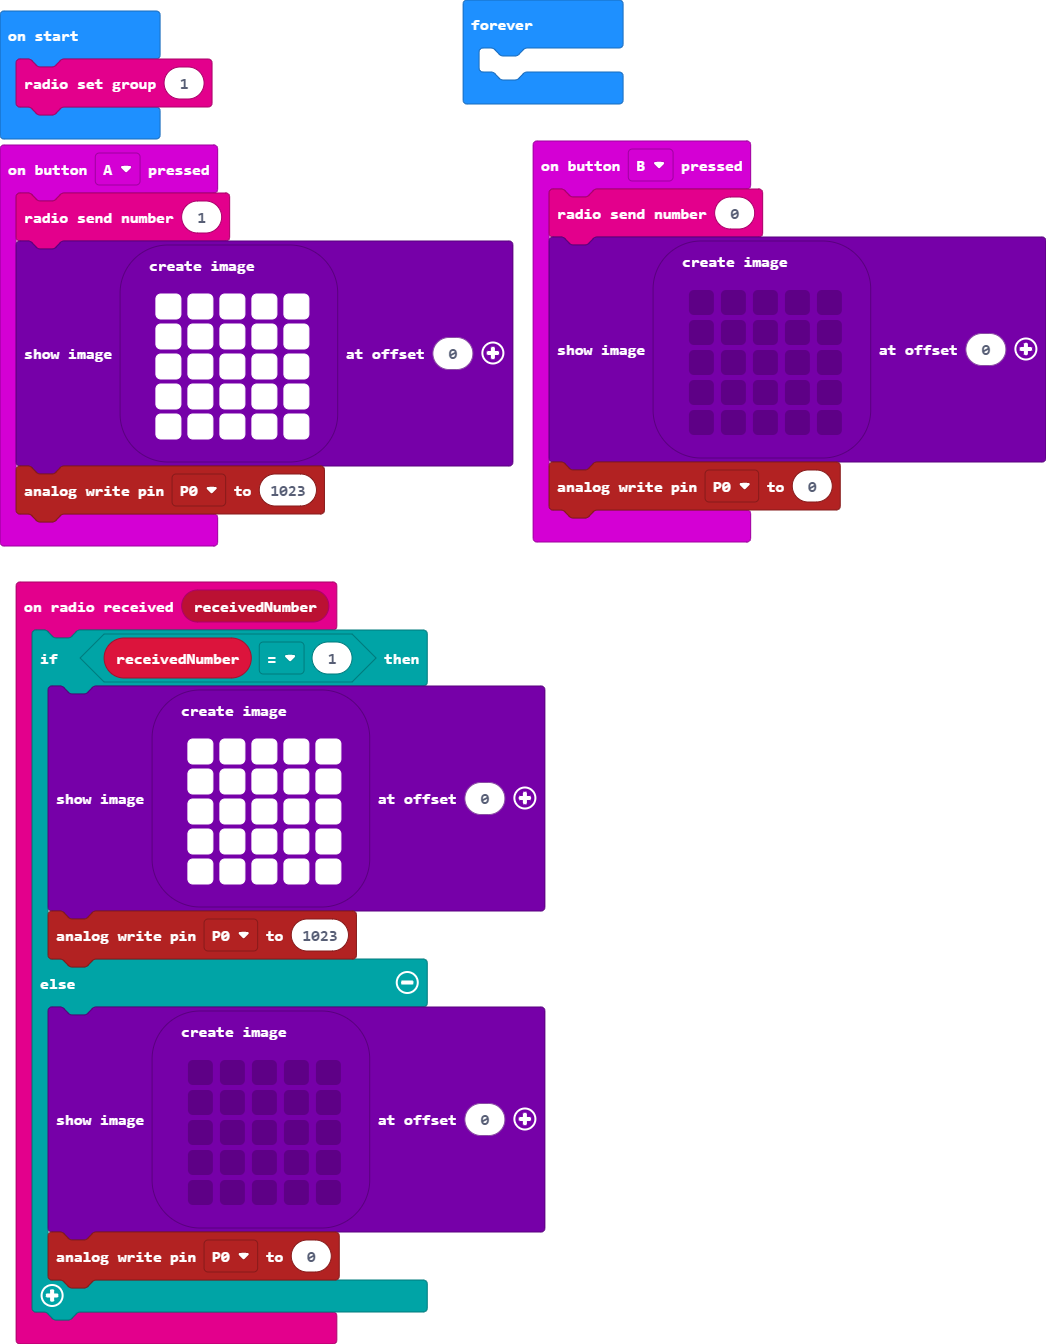 on start
radio set group 1
forever
on button A pressed
radio send number 1
create image
show image at offset 0
analog write pin P0 to 1023
on button B pressed
radio send number 0
create image
show image at offset 0
analog write pin P0 to 0
on radio received receivedNumber
if receivedNumber = 1 then
create image
show image at offset 0
analog write pin P0 to 1023
else
create image
show image at offset 0
analog write pin P0 to 0